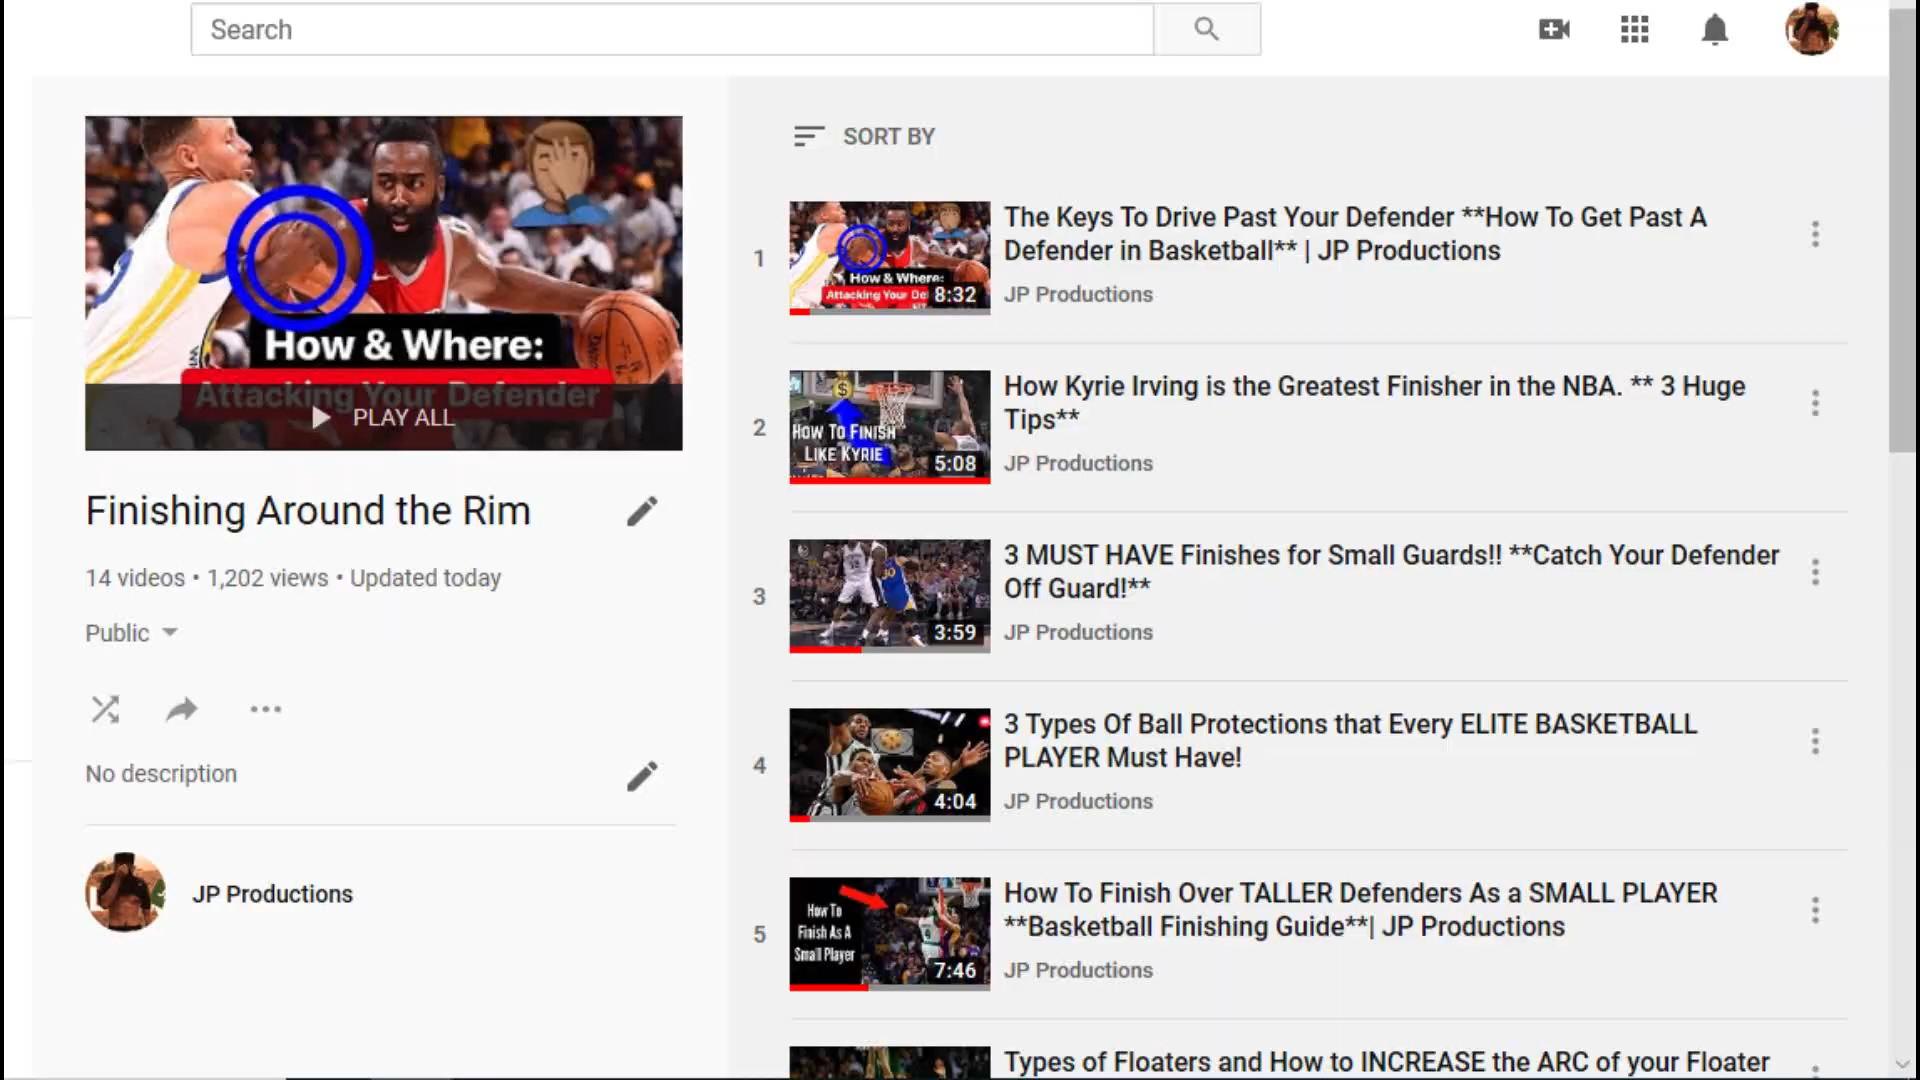 Search
How & Where:
Attacking Your Defender
PLAY ALL
Finishing Around the Rim
14 videos • 1,202 views • Updated today
Public
No description
JP Productions
SORT BY
1
How & Where:
Attacking Your De
8:32
The Keys To Drive Past Your Defender **How To Get Past A
Defender in Basketball** | JP Productions
JP Productions
2
How To Finish
Like Kyrie
5:08
How Kyrie Irving is the Greatest Finisher in the NBA. ** 3 Huge
Tips**
JP Productions
3
3:59
3 MUST HAVE Finishes for Small Guards!! **Catch Your Defender
Off Guard!**
JP Productions
4
4:04
3 Types Of Ball Protections that Every ELITE BASKETBALL
PLAYER Must Have!
JP Productions
5
How To
Finish As A
Small Player
7:46
How To Finish Over TALLER Defenders As a SMALL PLAYER
**Basketball Finishing Guide**| JP Productions
JP Productions
Types of Floaters and How to INCREASE the ARC of your Floater